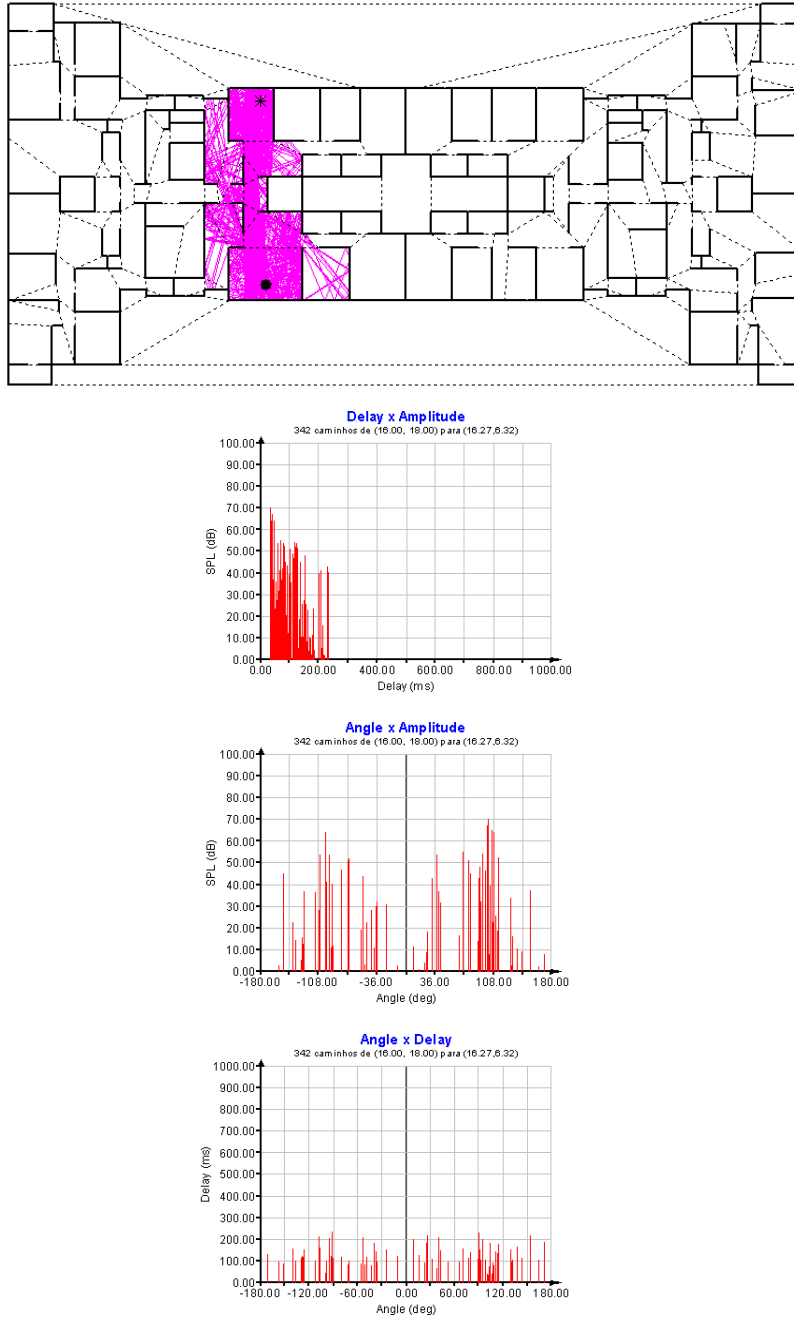 Delay x Amplitude
342 caminhos de (16.00, 18.00) para (16.27,6.32)
100.00
90.00
80.00
70.00
60.00
50.00
40.00
30.00
20.00
10.00
0.00
SPL (dB)
0.00 200.00 400.00 600.00 800.00 1000.00
Delay (ms)
Angle x Amplitude
342 caminhos de (16.00, 18.00) para (16.27,6.32)
100.00
90.00
80.00
70.00
60.00
50.00
40.00
30.00
20.00
10.00
0.00
SPL (dB)
-180.00 -108.00 -36.00 36.00 108.00 180.00
Angle (deg)
Angle x Delay
342 caminhos de (16.00, 18.00) para (16.27,6.32)
1000.00
900.00
800.00
700.00
600.00
500.00
400.00
300.00
200.00
100.00
0.00
Delay (ms)
-180.00 -120.00 -60.00 0.00 60.00 120.00 180.00
Angle (deg)